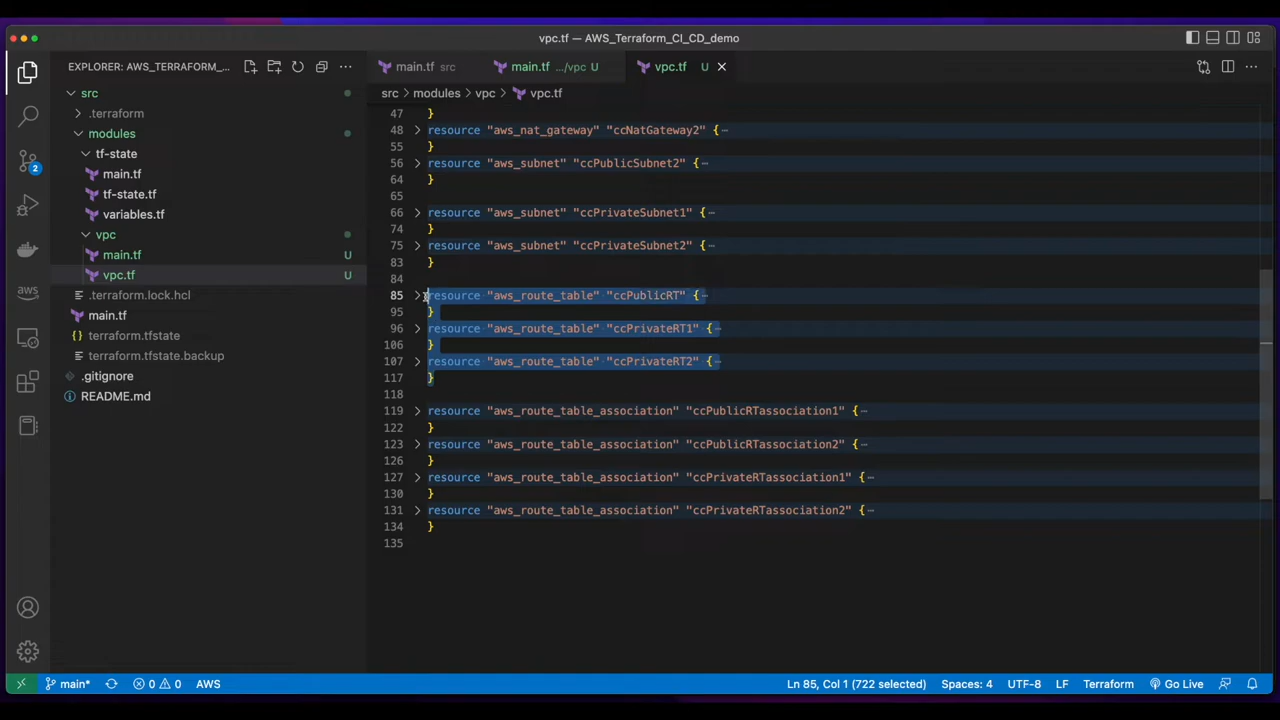 vpc.tf — AWS_Terraform_CI_CD_demo
EXPLORER: AWS_TERRAFORM_...
src
.terraform
modules
tf-state
main.tf
tf-state.tf
variables.tf
vpc
main.tf U
vpc.tf U
.terraform.lock.hcl
main.tf
terraform.tfstate
terraform.tfstate.backup
.gitignore
README.md
2
main.tf src
main.tf .../vpc U
vpc.tf U
src > modules > vpc > vpc.tf
47 }
48 resource "aws_nat_gateway" "ccNatGateway2" {
55 }
56 resource "aws_subnet" "ccPublicSubnet2" {
64 }
65
66 resource "aws_subnet" "ccPrivateSubnet1" {
74 }
75 resource "aws_subnet" "ccPrivateSubnet2" {
83 }
84
85 resource "aws_route_table" "ccPublicRT" {
95 }
96 resource "aws_route_table" "ccPrivateRT1" {
106 }
107 resource "aws_route_table" "ccPrivateRT2" {
117 }
118
119 resource "aws_route_table_association" "ccPublicRTassociation1" {
122 }
123 resource "aws_route_table_association" "ccPublicRTassociation2" {
126 }
127 resource "aws_route_table_association" "ccPrivateRTassociation1" {
130 }
131 resource "aws_route_table_association" "ccPrivateRTassociation2" {
134 }
135
aws
main* 0 0 AWS Ln 85, Col 1 (722 selected) Spaces: 4 UTF-8 LF Terraform Go Live